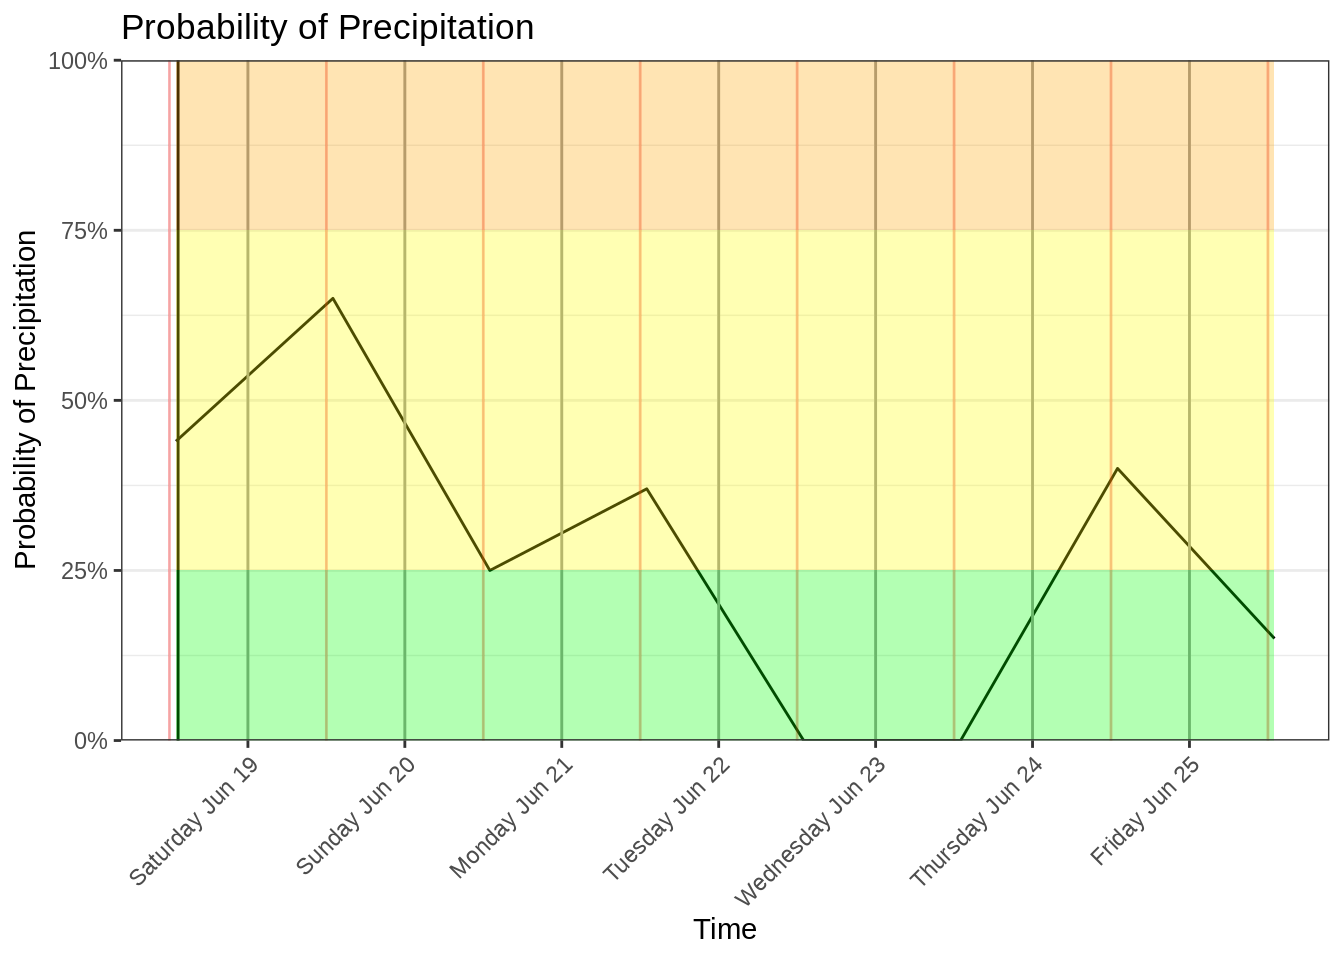 Probability of Precipitation
100%
75%
50%
25%
0%
Probability of Precipitation
Saturday Jun 19
Sunday Jun 20
Monday Jun 21
Tuesday Jun 22
Wednesday Jun 23
Thursday Jun 24
Friday Jun 25
Time